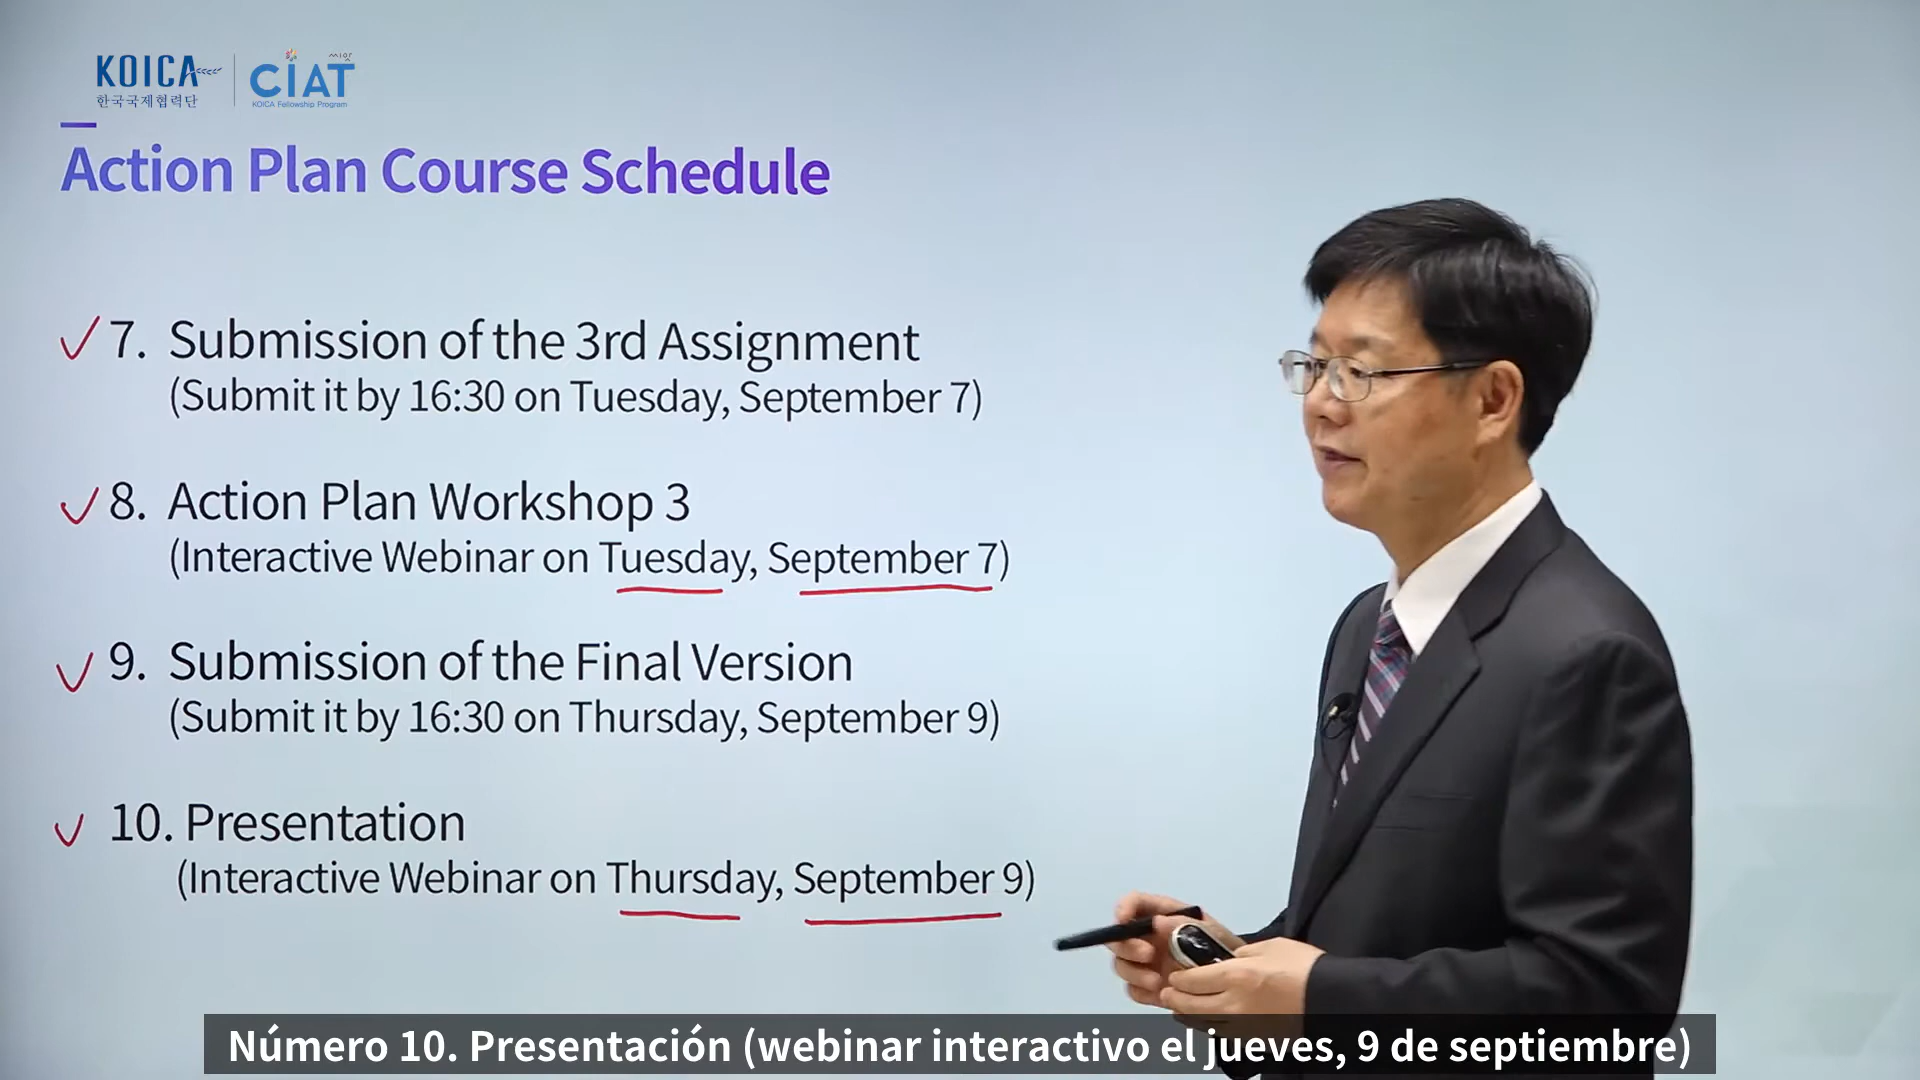 KOICA
한국국제협력단
씨앗
CIAT
KOICA Fellowship Program
Action Plan Course Schedule
7. Submission of the 3rd Assignment
(Submit it by 16:30 on Tuesday, September 7)
8. Action Plan Workshop 3
(Interactive Webinar on Tuesday, September 7)
9. Submission of the Final Version
(Submit it by 16:30 on Thursday, September 9)
10. Presentation
(Interactive Webinar on Thursday, September 9)
Número 10. Presentación (webinar interactivo el jueves, 9 de septiembre)